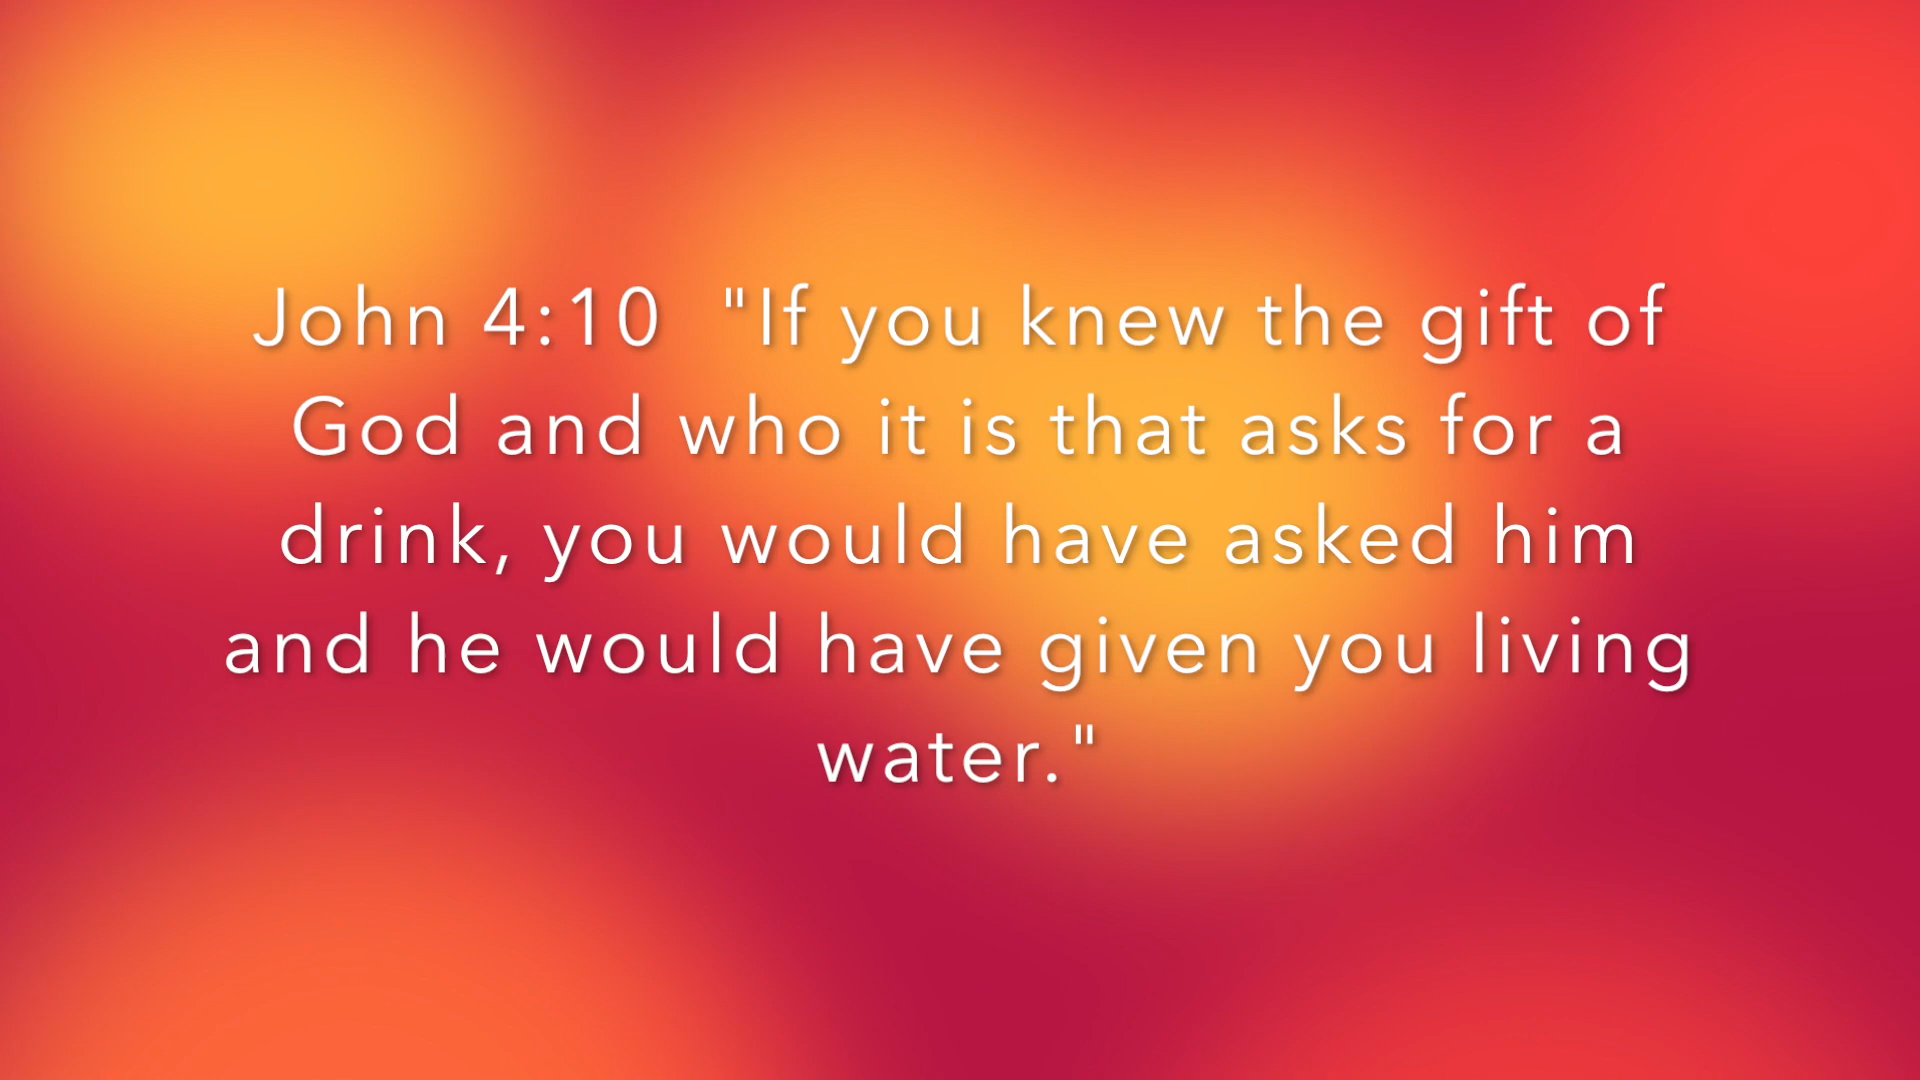 John 4:10  "If you knew the gift of
God and who it is that asks for a
drink, you would have asked him
and he would have given you living
water."